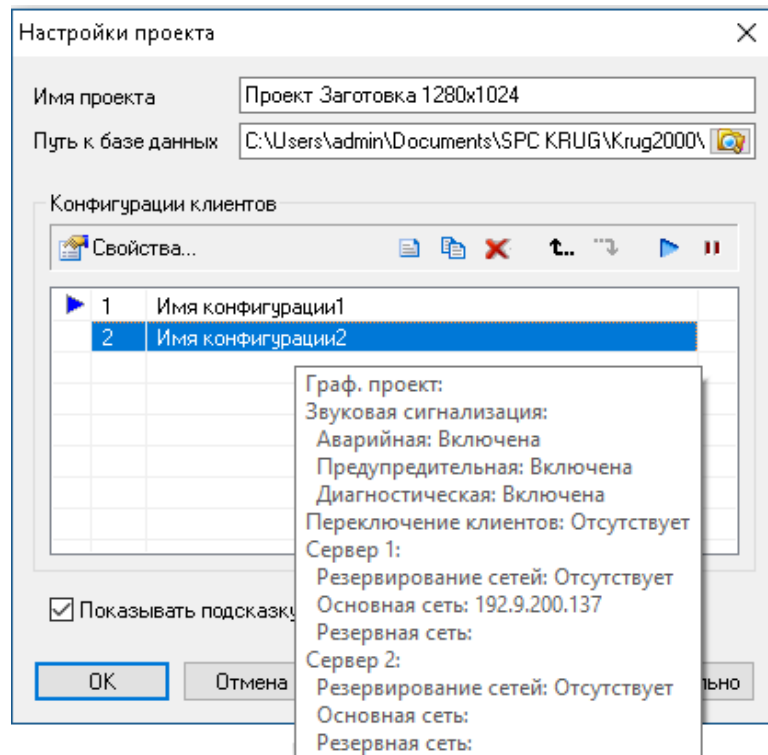 Настройки проекта
Имя проекта Проект Заготовка 1280x1024
Путь к базе данных C:\Users\admin\Documents\SPC KRUG\Krug2000\
Конфигурации клиентов
Свойства...
1 Имя конфигурации1
2 Имя конфигурации2
Граф. проект:
Звуковая сигнализация:
Аварийная: Включена
Предупредительная: Включена
Диагностическая: Включена
Переключение клиентов: Отсутствует
Сервер 1:
Резервирование сетей: Отсутствует
Основная сеть: 192.9.200.137
Резервная сеть:
Сервер 2:
Резервирование сетей: Отсутствует
Основная сеть:
Резервная сеть:
Показывать подсказку
OK Отмена льно